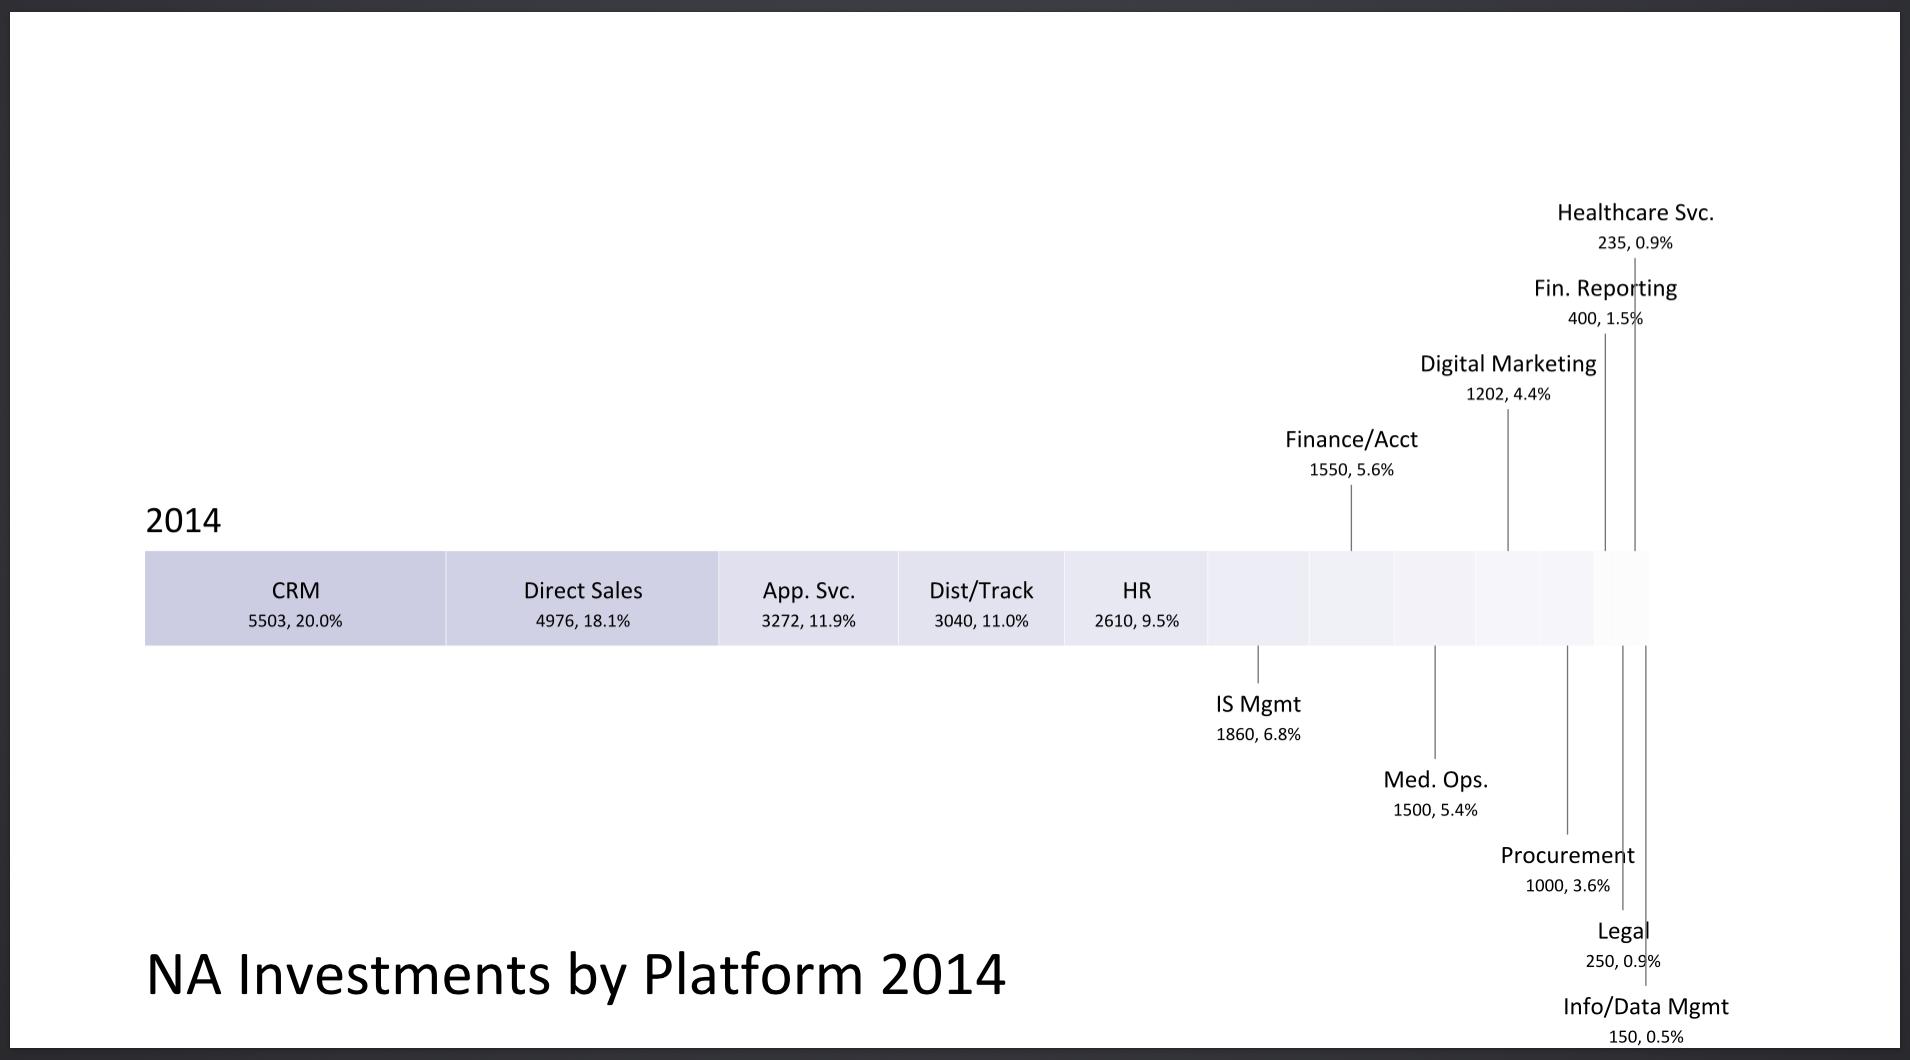 Healthcare Svc.
235, 0.9%
Fin. Reporting
400, 1.5%
Digital Marketing
1202, 4.4%
Finance/Acct
1550, 5.6%
2014
CRM
5503, 20.0%
Direct Sales
4976, 18.1%
App. Svc.
3272, 11.9%
Dist/Track
3040, 11.0%
HR
2610, 9.5%
IS Mgmt
1860, 6.8%
Med. Ops.
1500, 5.4%
Procurement
1000, 3.6%
Legal
250, 0.9%
Info/Data Mgmt
150, 0.5%
NA Investments by Platform 2014